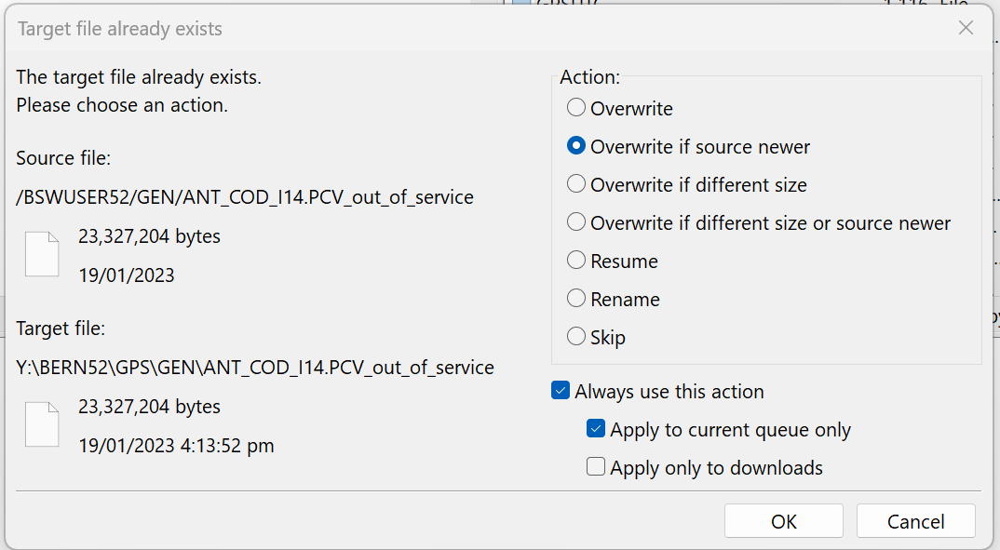 Target file already exists
The target file already exists.
Please choose an action.
Source file:
/BSWUSER52/GEN/ANT_COD_I14.PCV_out_of_service
23,327,204 bytes
19/01/2023
Target file:
Y:\BERN52\GPS\GEN\ANT_COD_I14.PCV_out_of_service
23,327,204 bytes
19/01/2023 4:13:52 pm
Action:
Overwrite
Overwrite if source newer
Overwrite if different size
Overwrite if different size or source newer
Resume
Rename
Skip
Always use this action
Apply to current queue only
Apply only to downloads
OK
Cancel